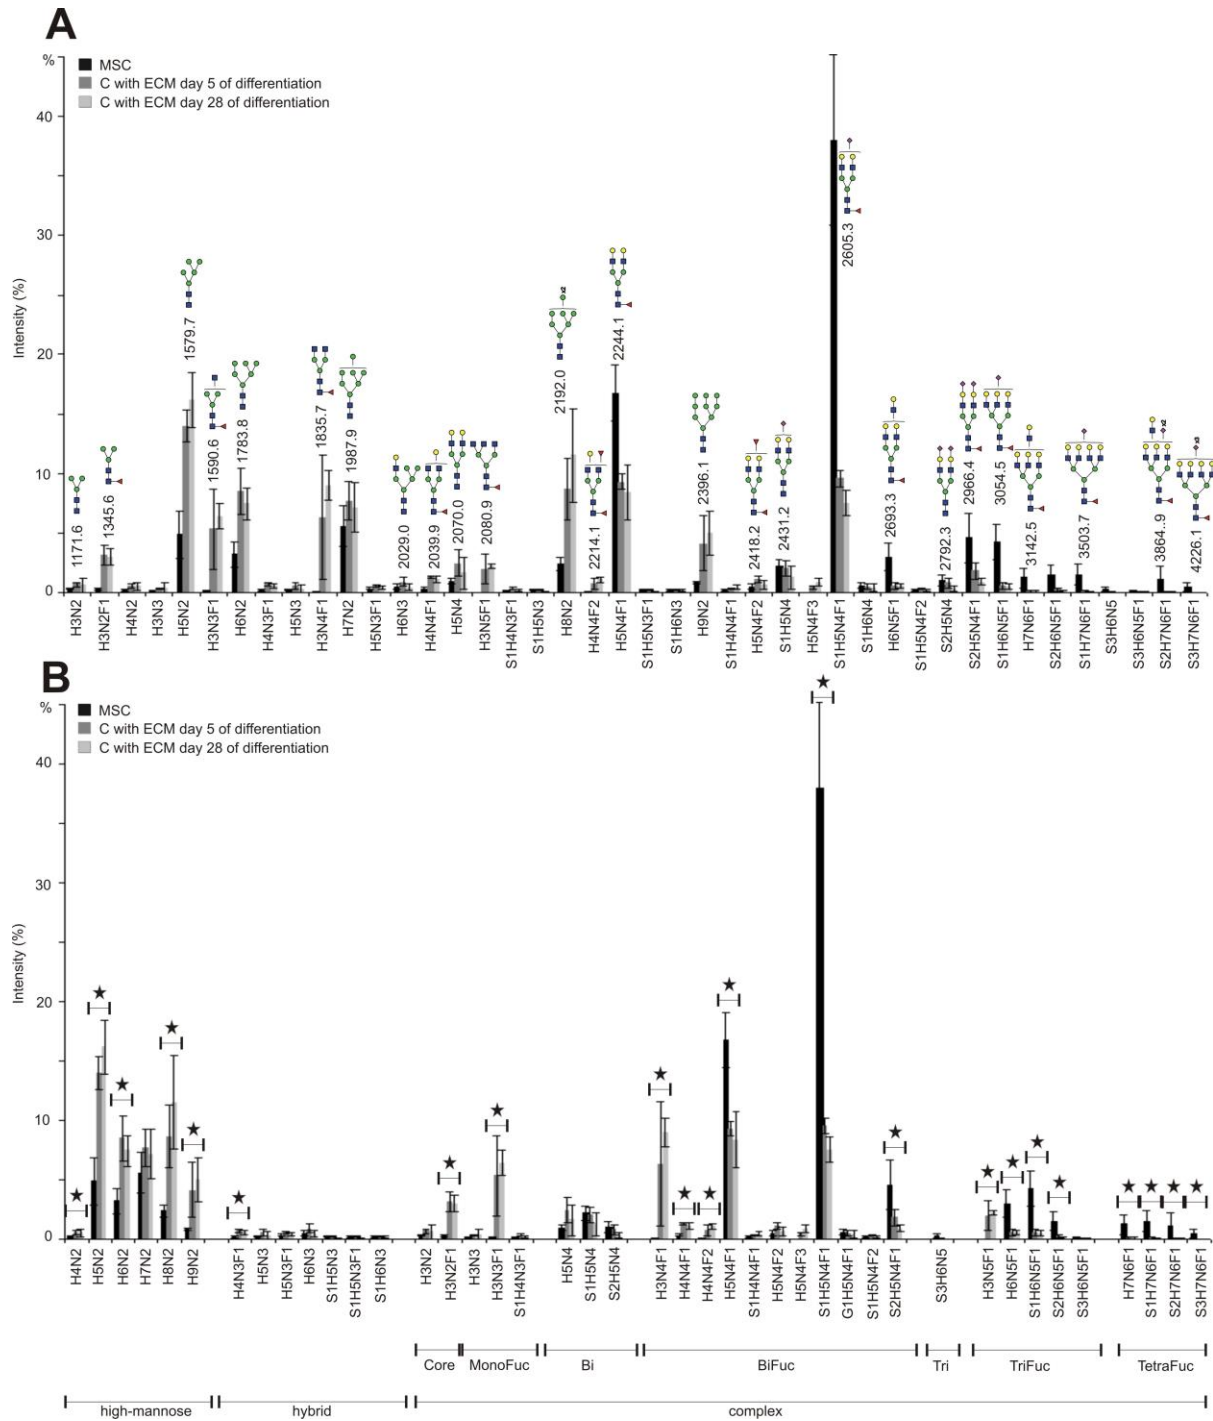 A
%
MSC
C with ECM day 5 of differentiation
C with ECM day 28 of differentiation
40
30
20
10
0
Intensity (%)
1171.6
1345.6
1579.7
1590.6
1783.8
1835.7
1987.9
2029.0
2039.9
2070.0
2080.9
2192.0
2214.1
2244.1
2396.1
2418.2
2431.2
2605.3
2693.3
2792.3
2966.4
3054.5
3142.5
3503.7
3864.9
4226.1
H3N2
H3N2F1
H4N2
H3N3
H5N2
H3N3F1
H6N2
H4N3F1
H5N3
H3N4F1
H7N2
H5N3F1
H6N3
H4N4F1
H5N4
H3N5F1
S1H4N3F1
S1H5N3
H8N2
H4N4F2
H5N4F1
S1H5N3F1
S1H6N3
H9N2
S1H4N4F1
H5N4F2
S1H5N4
H5N4F3
S1H5N4F1
S1H6N4
H6N5F1
S1H5N4F2
S2H5N4
S2H5N4F1
S1H6N5F1
H7N6F1
S2H6N5F1
S1H7N6F1
S3H6N5
S3H6N5F1
S2H7N6F1
S3H7N6F1
B
%
MSC
C with ECM day 5 of differentiation
C with ECM day 28 of differentiation
40
30
20
10
0
Intensity (%)
H4N2
H5N2
H6N2
H7N2
H8N2
H9N2
H4N3F1
H5N3
H5N3F1
H6N3
S1H5N3
S1H5N3F1
S1H6N3
H3N2
H3N2F1
H3N3
H3N3F1
S1H4N3F1
H5N4
S1H5N4
S2H5N4
H3N4F1
H4N4F1
H4N4F2
H5N4F1
S1H4N4F1
H5N4F2
H5N4F3
S1H5N4F1
G1H5N4F1
S1H5N4F2
S2H5N4F1
S3H6N5
H3N5F1
H6N5F1
S1H6N5F1
S2H6N5F1
S3H6N5F1
H7N6F1
S1H7N6F1
S2H7N6F1
S3H7N6F1
Core MonoFuc Bi BiFuc Tri TriFuc TetraFuc
high-mannose hybrid complex